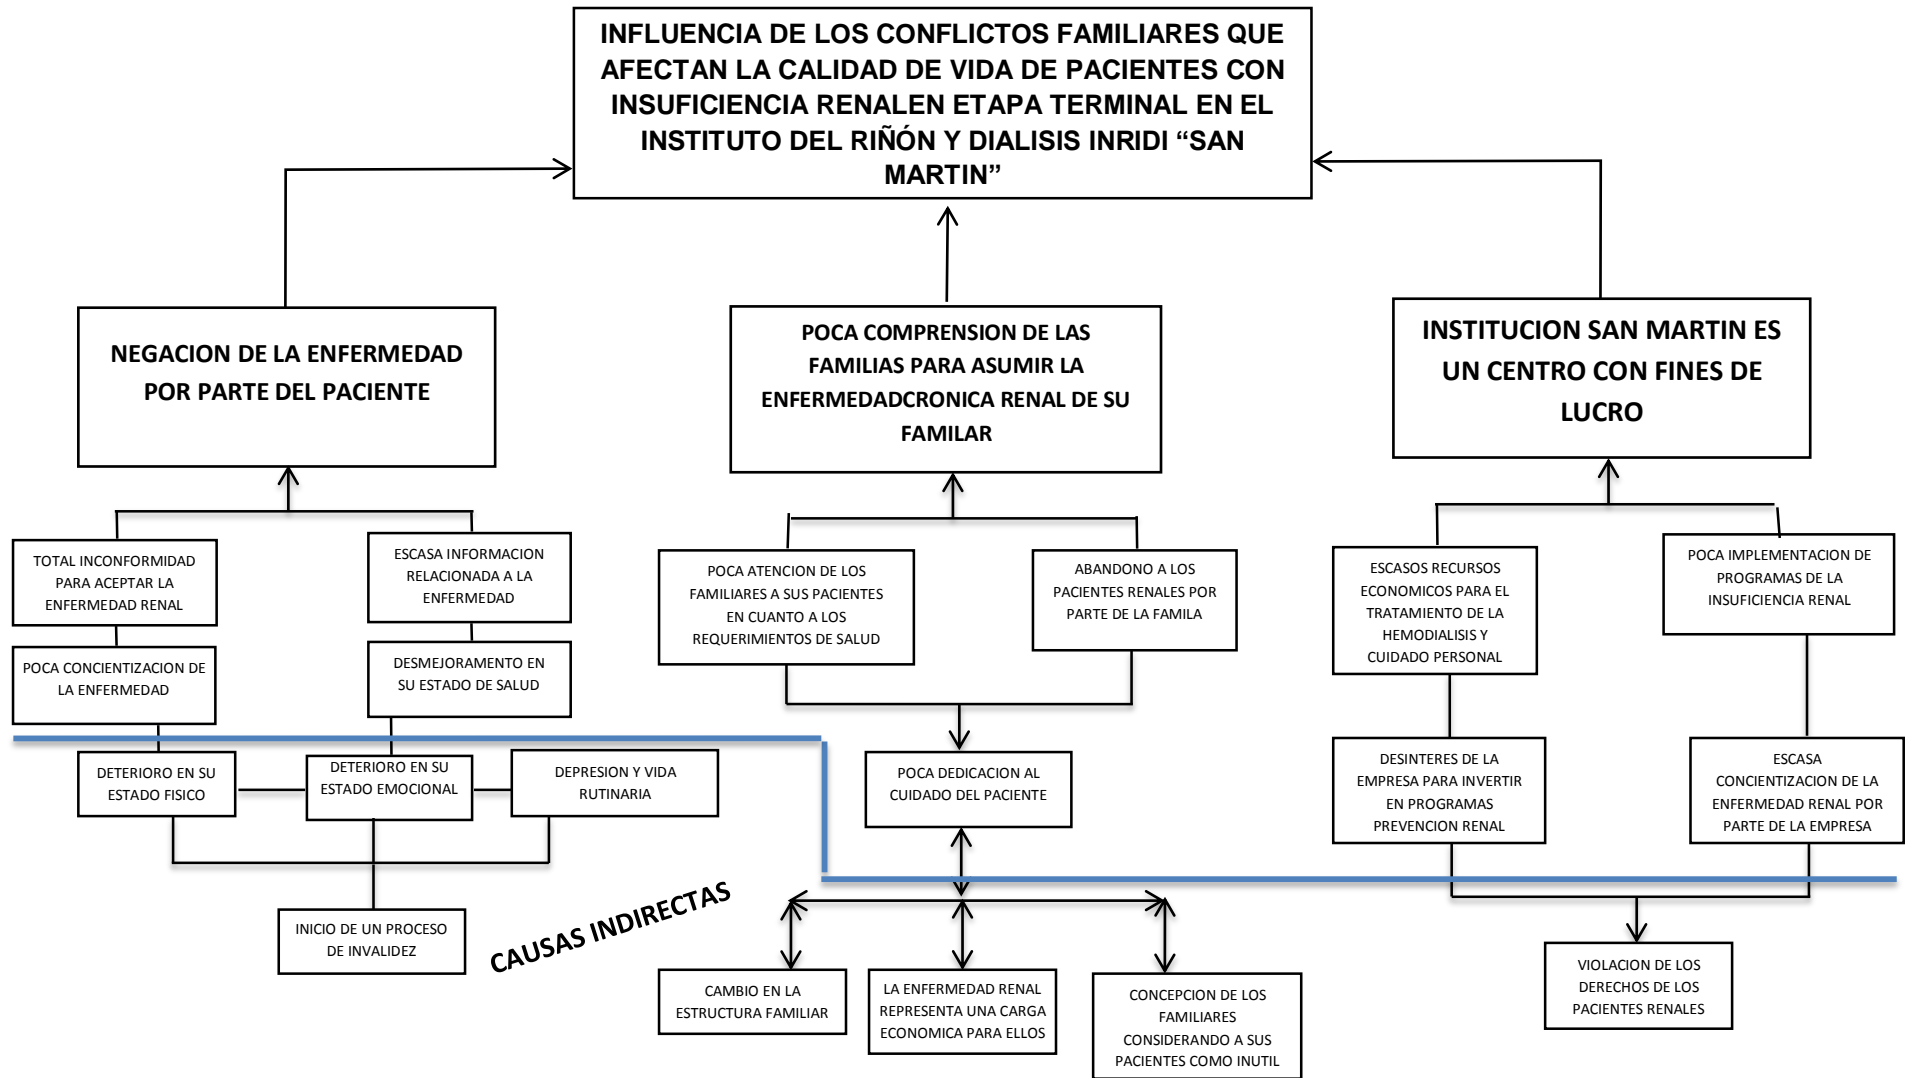 INFLUENCIA DE LOS CONFLICTOS FAMILIARES QUE
AFECTAN LA CALIDAD DE VIDA DE PACIENTES CON
INSUFICIENCIA RENALEN ETAPA TERMINAL EN EL
INSTITUTO DEL RIÑÓN Y DIALISIS INRIDI “SAN
MARTIN”
NEGACION DE LA ENFERMEDAD
POR PARTE DEL PACIENTE
POCA COMPRENSION DE LAS
FAMILIAS PARA ASUMIR LA
ENFERMEDADCRONICA RENAL DE SU
FAMILAR
INSTITUCION SAN MARTIN ES
UN CENTRO CON FINES DE
LUCRO
TOTAL INCONFORMIDAD
PARA ACEPTAR LA
ENFERMEDAD RENAL
ESCASA INFORMACION
RELACIONADA A LA
ENFERMEDAD
POCA ATENCION DE LOS
FAMILIARES A SUS PACIENTES
EN CUANTO A LOS
REQUERIMIENTOS DE SALUD
ABANDONO A LOS
PACIENTES RENALES POR
PARTE DE LA FAMILA
ESCASOS RECURSOS
ECONOMICOS PARA EL
TRATAMIENTO DE LA
HEMODIALISIS Y
CUIDADO PERSONAL
POCA IMPLEMENTACION DE
PROGRAMAS DE LA
INSUFICIENCIA RENAL
POCA CONCIENTIZACION DE
LA ENFERMEDAD
DESMEJORAMENTO EN
SU ESTADO DE SALUD
DETERIORO EN SU
ESTADO FISICO
DETERIORO EN SU
ESTADO EMOCIONAL
DEPRESION Y VIDA
RUTINARIA
POCA DEDICACION AL
CUIDADO DEL PACIENTE
DESINTERES DE LA
EMPRESA PARA INVERTIR
EN PROGRAMAS
PREVENCION RENAL
ESCASA
CONCIENTIZACION DE LA
ENFERMEDAD RENAL POR
PARTE DE LA EMPRESA
INICIO DE UN PROCESO
DE INVALIDEZ
CAUSAS INDIRECTAS
CAMBIO EN LA
ESTRUCTURA FAMILIAR
LA ENFERMEDAD RENAL
REPRESENTA UNA CARGA
ECONOMICA PARA ELLOS
CONCEPCION DE LOS
FAMILIARES
CONSIDERANDO A SUS
PACIENTES COMO INUTIL
VIOLACION DE LOS
DERECHOS DE LOS
PACIENTES RENALES